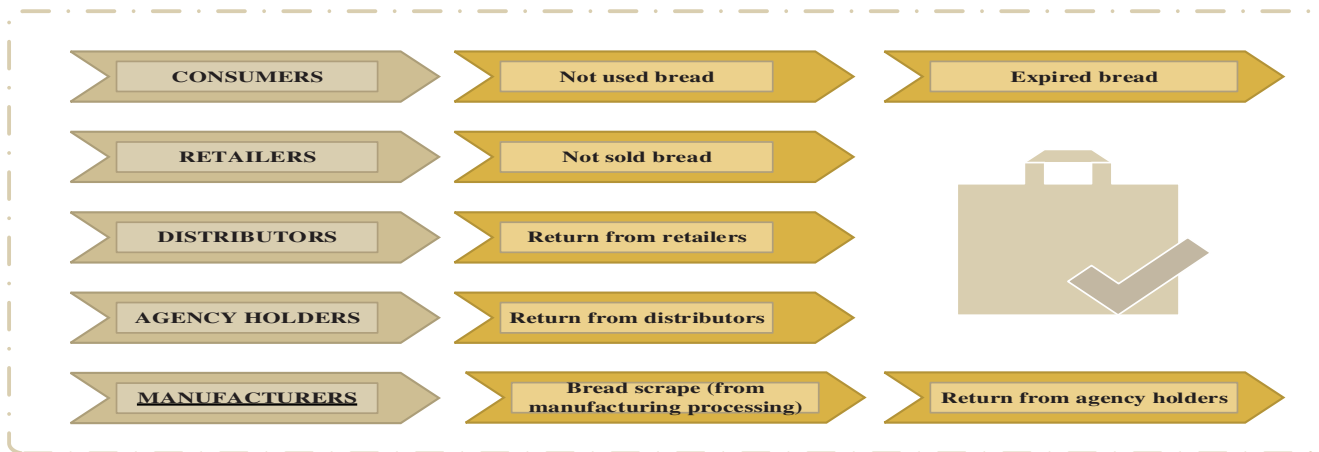 CONSUMERS
Not used bread
Expired bread
RETAILERS
Not sold bread
DISTRIBUTORS
Return from retailers
AGENCY HOLDERS
Return from distributors
MANUFACTURERS
Bread scrape (from
manufacturing processing)
Return from agency holders